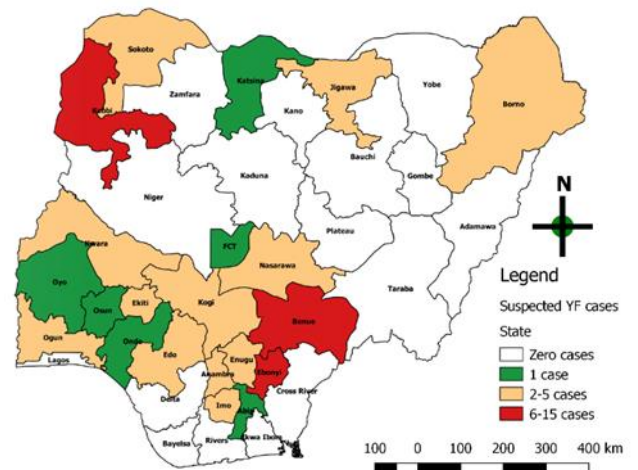 Sokoto
Katsina
Zamfara
Kebbi
Jigawa
Kano
Yobe
Borno
Bauchi
Gombe
Kaduna
Niger
Adamawa
Plateau
FCT
Kwara
Nasarawa
Taraba
Oyo
Osun
Ekiti
Kogi
Benue
Ogun
Ondo
Edo
Lagos
Enugu
Anambra
Ebonyi
Delta
Imo
Abia
Cross River
Bayelsa
Rivers
Akwa Ibom
N
Legend
Suspected YF cases
State
Zero cases
1 case
2-5 cases
6-15 cases
100 0 100 200 300 400 km